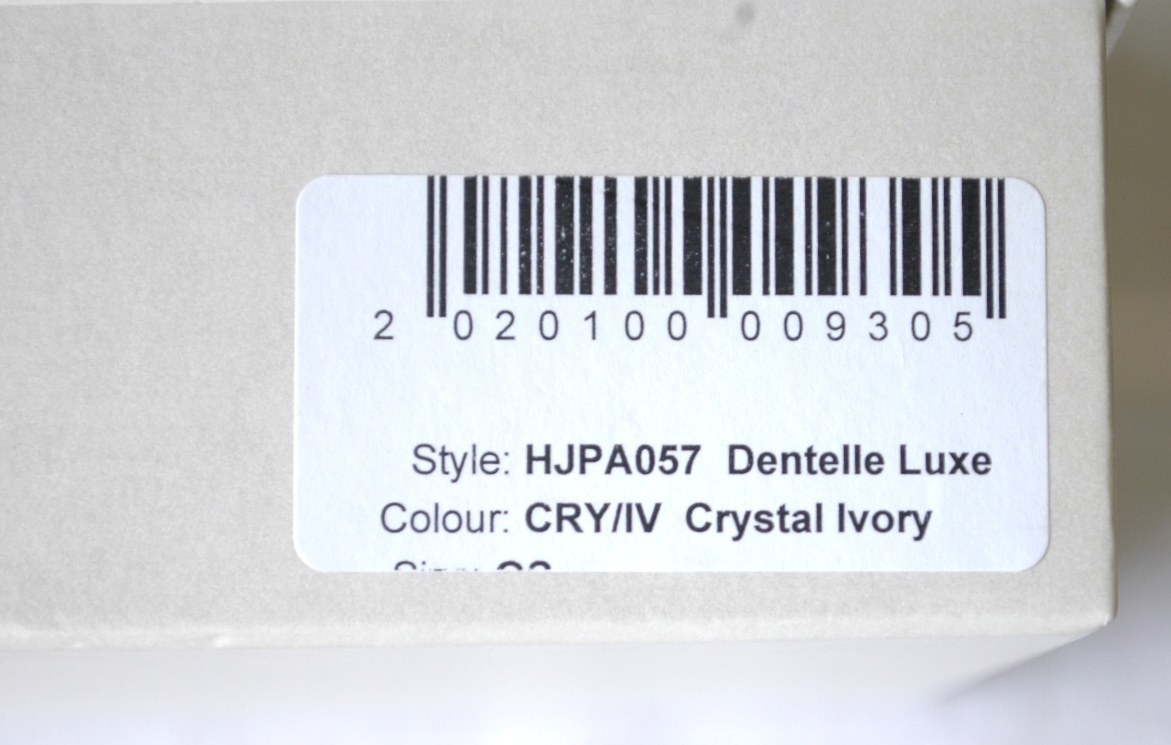 2 020100 009305
Style: HJPA057 Dentelle Luxe
Colour: CRY/IV Crystal Ivory